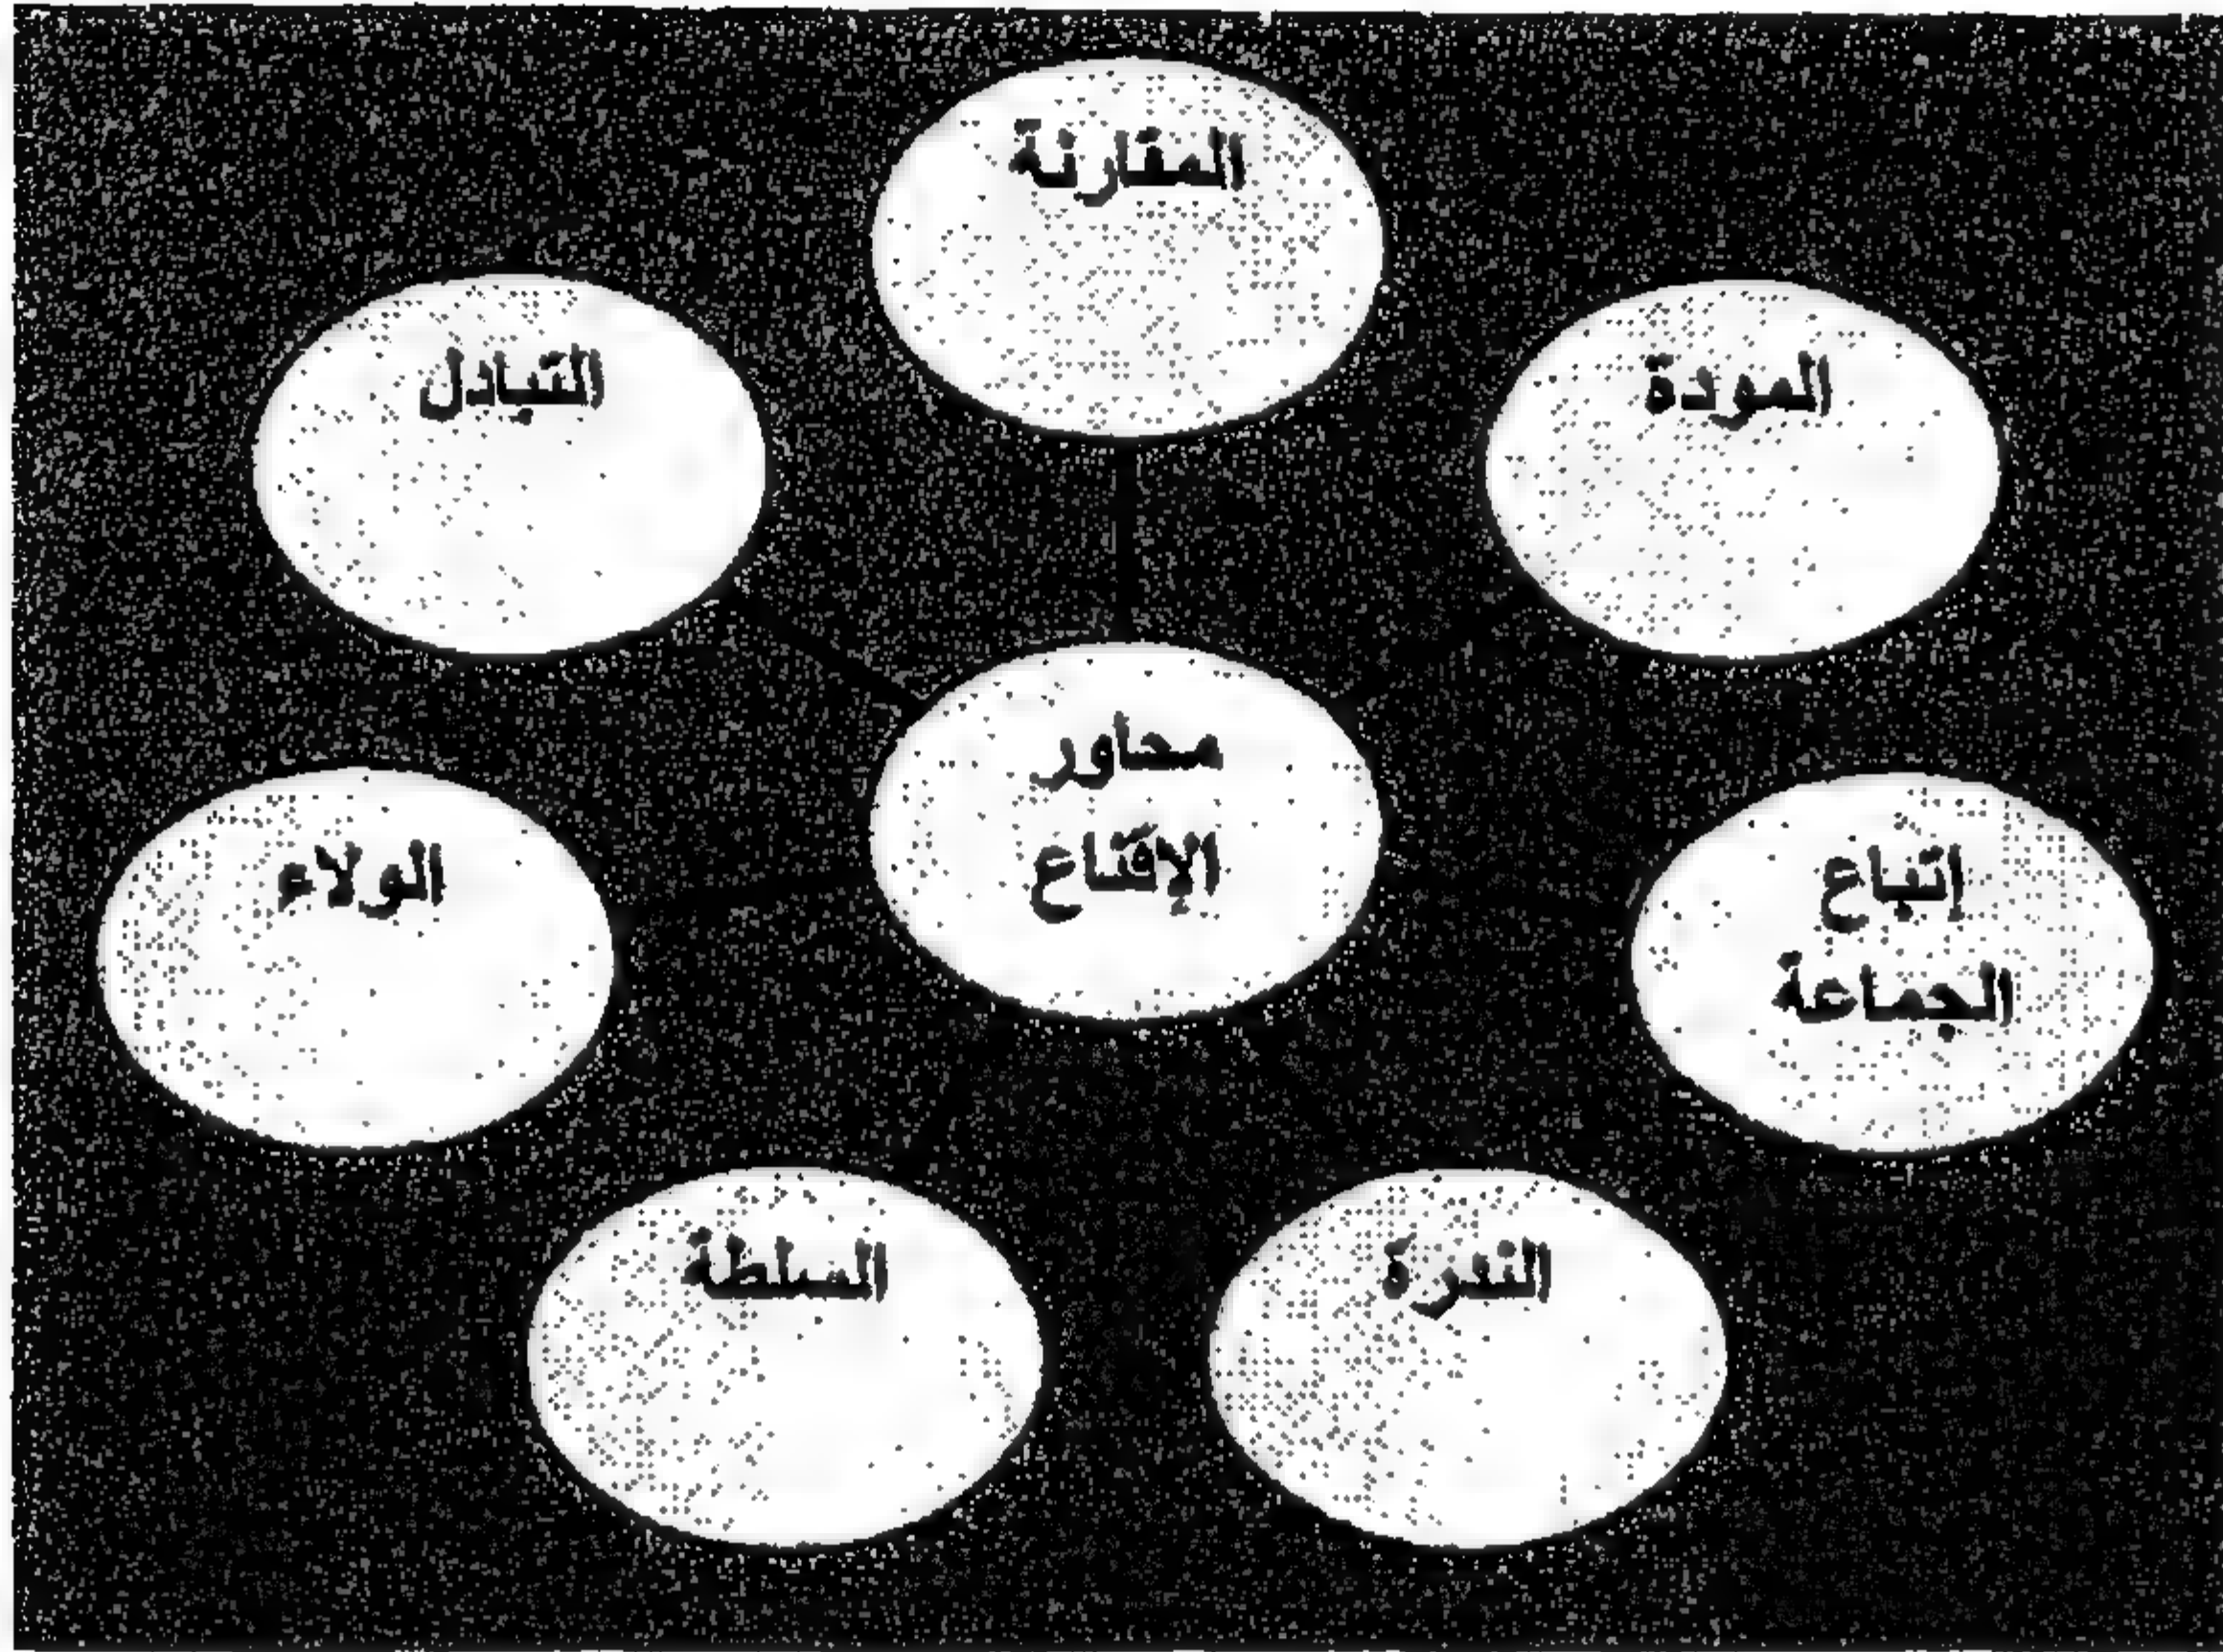 المقارنة
المودة
التبادل
محاور
الإقناع
إتباع
الجماعة
الولاء
الندرة
السلطة